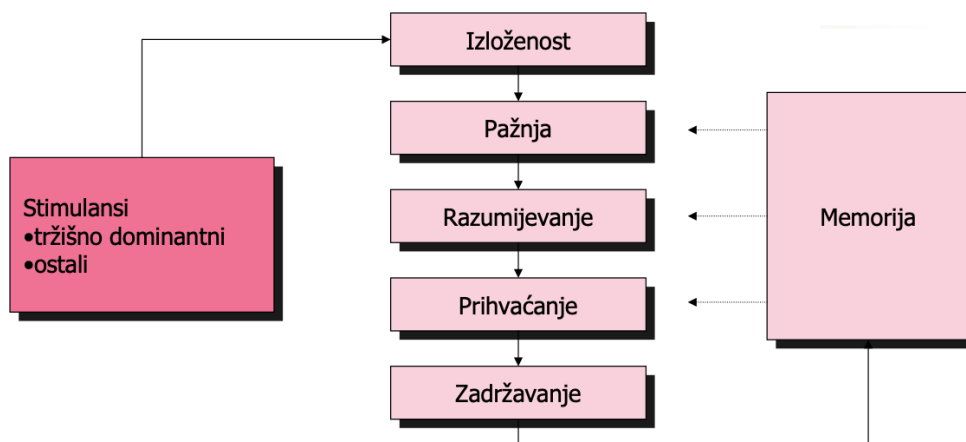 Izloženost
Pažnja
Stimulansi
•tržišno dominantni
•ostali
Razumijevanje
Memorija
Prihvaćanje
Zadržavanje